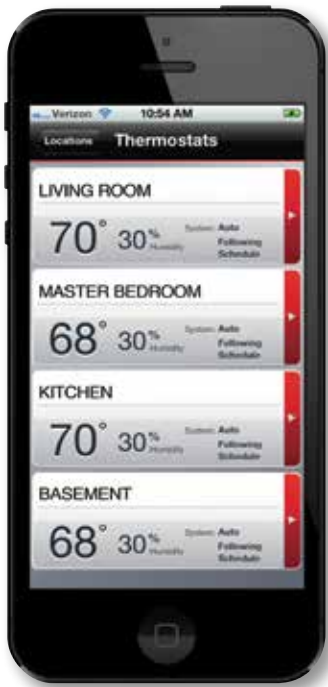 Verizon 10:54 AM
Locations Thermostats
LIVING ROOM
70° 30% Humidity System: Auto
Following
Schedule
MASTER BEDROOM
68° 30% Humidity System: Auto
Following
Schedule
KITCHEN
70° 30% Humidity System: Auto
Following
Schedule
BASEMENT
68° 30% Humidity System: Auto
Following
Schedule